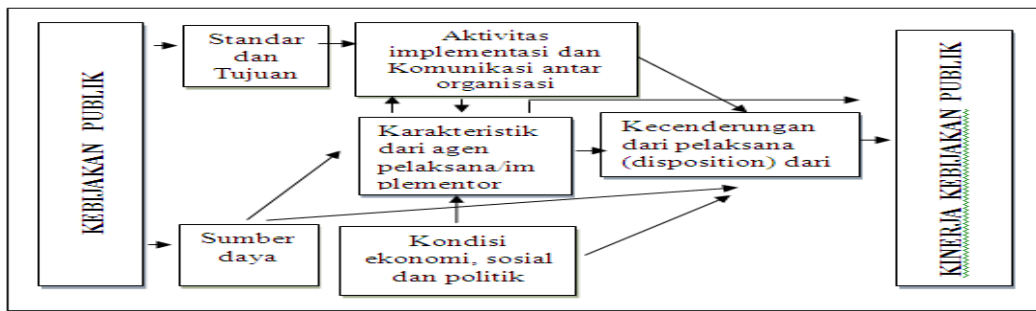 KEBIJAKAN PUBLIK
Standar
dan
Tujuan
Aktivitas
implementasi dan
Komunikasi antar
organisasi
Karakteristik
dari agen
pelaksana/im
plementor
Kecenderungan
dari pelaksana
(disposition) dari
Sumber
daya
Kondisi
ekonomi, sosial
dan politik
KINERJA KEBIJAKAN PUBLIK